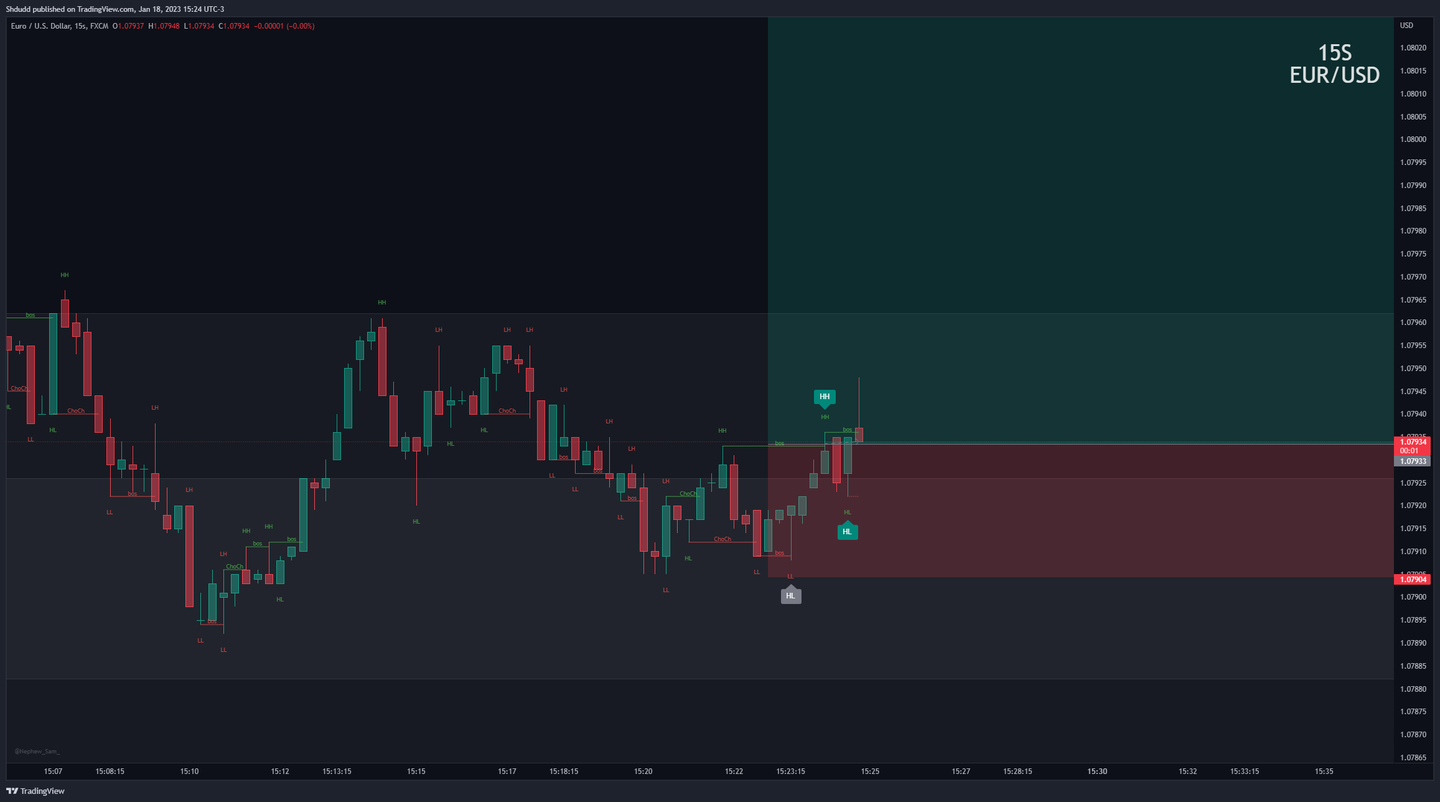 Shdudd published on TradingView.com, Jan 18, 2023 15:24 UTC-3
Euro / U.S. Dollar, 15s, FXCM O1.07937 H1.07948 L1.07934 C1.07934 −0.00001 (−0.00%)
USD
15S
EUR/USD
1.08020
1.08015
1.08010
1.08005
1.08000
1.07995
1.07990
1.07985
1.07980
1.07975
1.07970
1.07965
1.07960
1.07955
1.07950
1.07945
1.07940
1.07934
00:01
1.07933
1.07925
1.07920
1.07915
1.07910
1.07904
1.07900
1.07895
1.07890
1.07885
1.07880
1.07875
1.07870
1.07865
HH
HH
bos
LH
LH
LH
ChoCh
LH
HH
LH
ChoCh
ChoCh
HH
HL
LH
HH
bos
LL
HL
HL
HL
LH
bos
LL
LH
LH
LH
ChoCh
bos
bos
LL
LL
bos
LL
HL
HL
HL
LH
HH
HH
bos
bos
ChoCh
LH
ChoCh
bos
HL
LL
LL
LL
HL
HL
bos
LL
LL
@Nephew_Sam_
15:07
15:08:15
15:10
15:12
15:13:15
15:15
15:17
15:18:15
15:20
15:22
15:23:15
15:25
15:27
15:28:15
15:30
15:32
15:33:15
15:35
TradingView